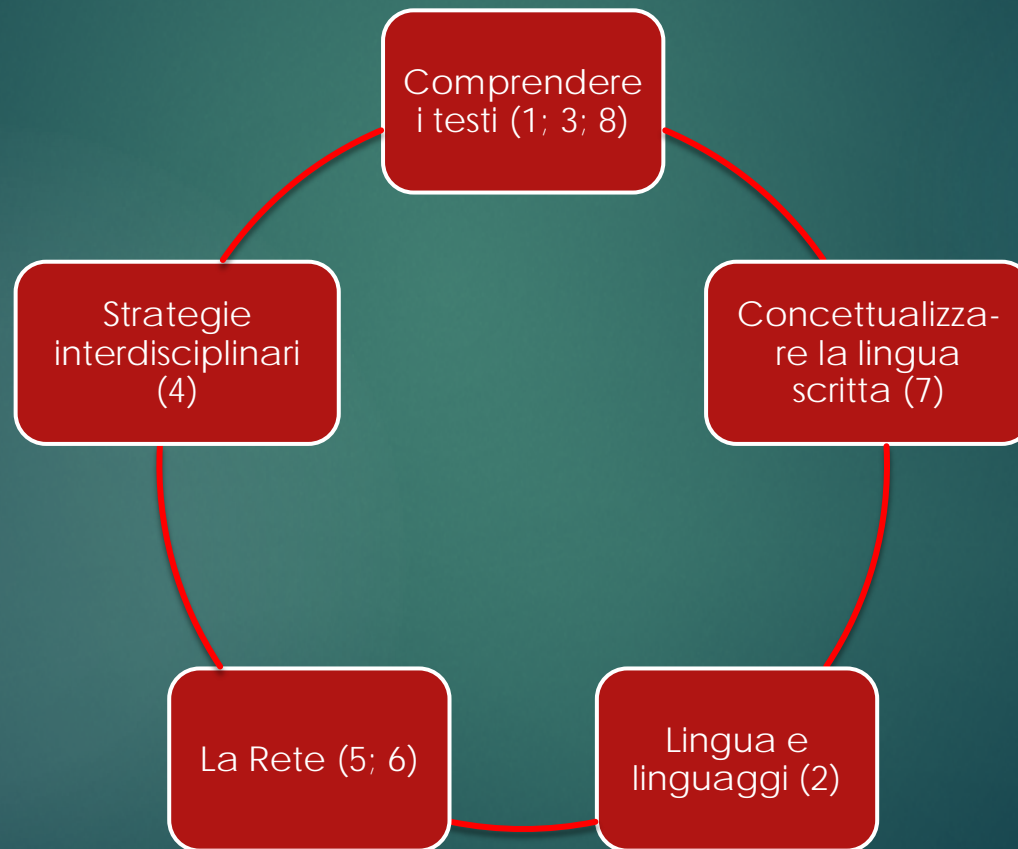 Comprendere
i testi (1; 3; 8)
Strategie
interdisciplinari
(4)
Concettualizza-
re la lingua
scritta (7)
La Rete (5; 6)
Lingua e
linguaggi (2)